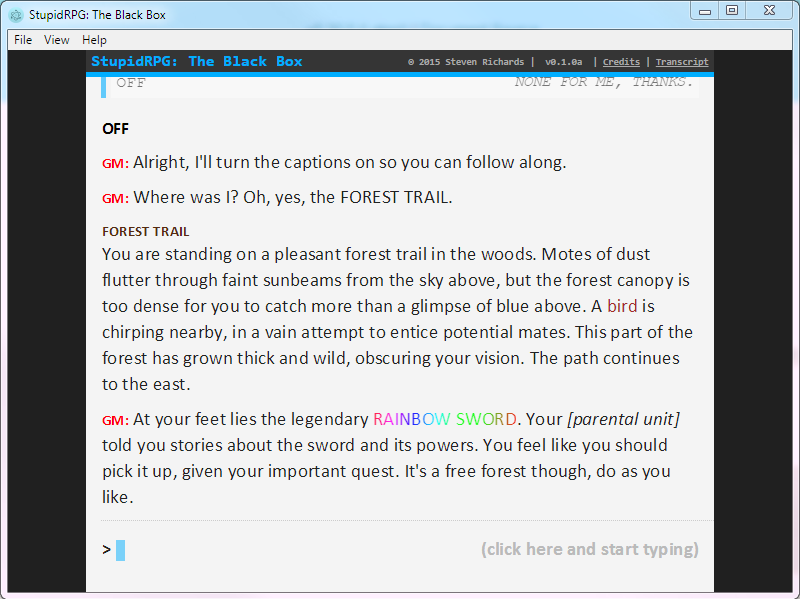 StupidRPG: The Black Box
File View Help
StupidRPG: The Black Box © 2015 Steven Richards | v0.1.0a | Credits | Transcript
OFF NONE FOR ME, THANKS.
OFF
GM: Alright, I'll turn the captions on so you can follow along.
GM: Where was I? Oh, yes, the FOREST TRAIL.
FOREST TRAIL
You are standing on a pleasant forest trail in the woods. Motes of dust
flutter through faint sunbeams from the sky above, but the forest canopy is
too dense for you to catch more than a glimpse of blue above. A bird is
chirping nearby, in a vain attempt to entice potential mates. This part of the
forest has grown thick and wild, obscuring your vision. The path continues
to the east.
GM: At your feet lies the legendary RAINBOW SWORD. Your [parental unit]
told you stories about the sword and its powers. You feel like you should
pick it up, given your important quest. It's a free forest though, do as you
like.
> (click here and start typing)